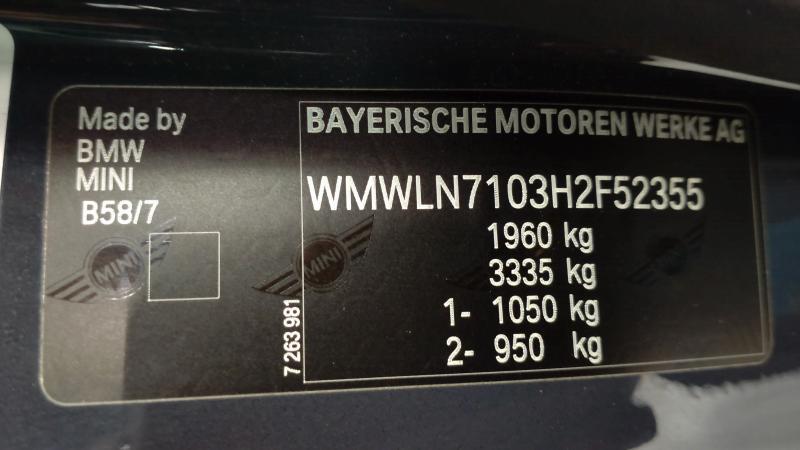 Made by
BMW
MINI
B58/7
MINI
MINI
7 263 981
BAYERISCHE MOTOREN WERKE AG
WMWLN7103H2F52355
1960 kg
3335 kg
1- 1050 kg
2- 950 kg